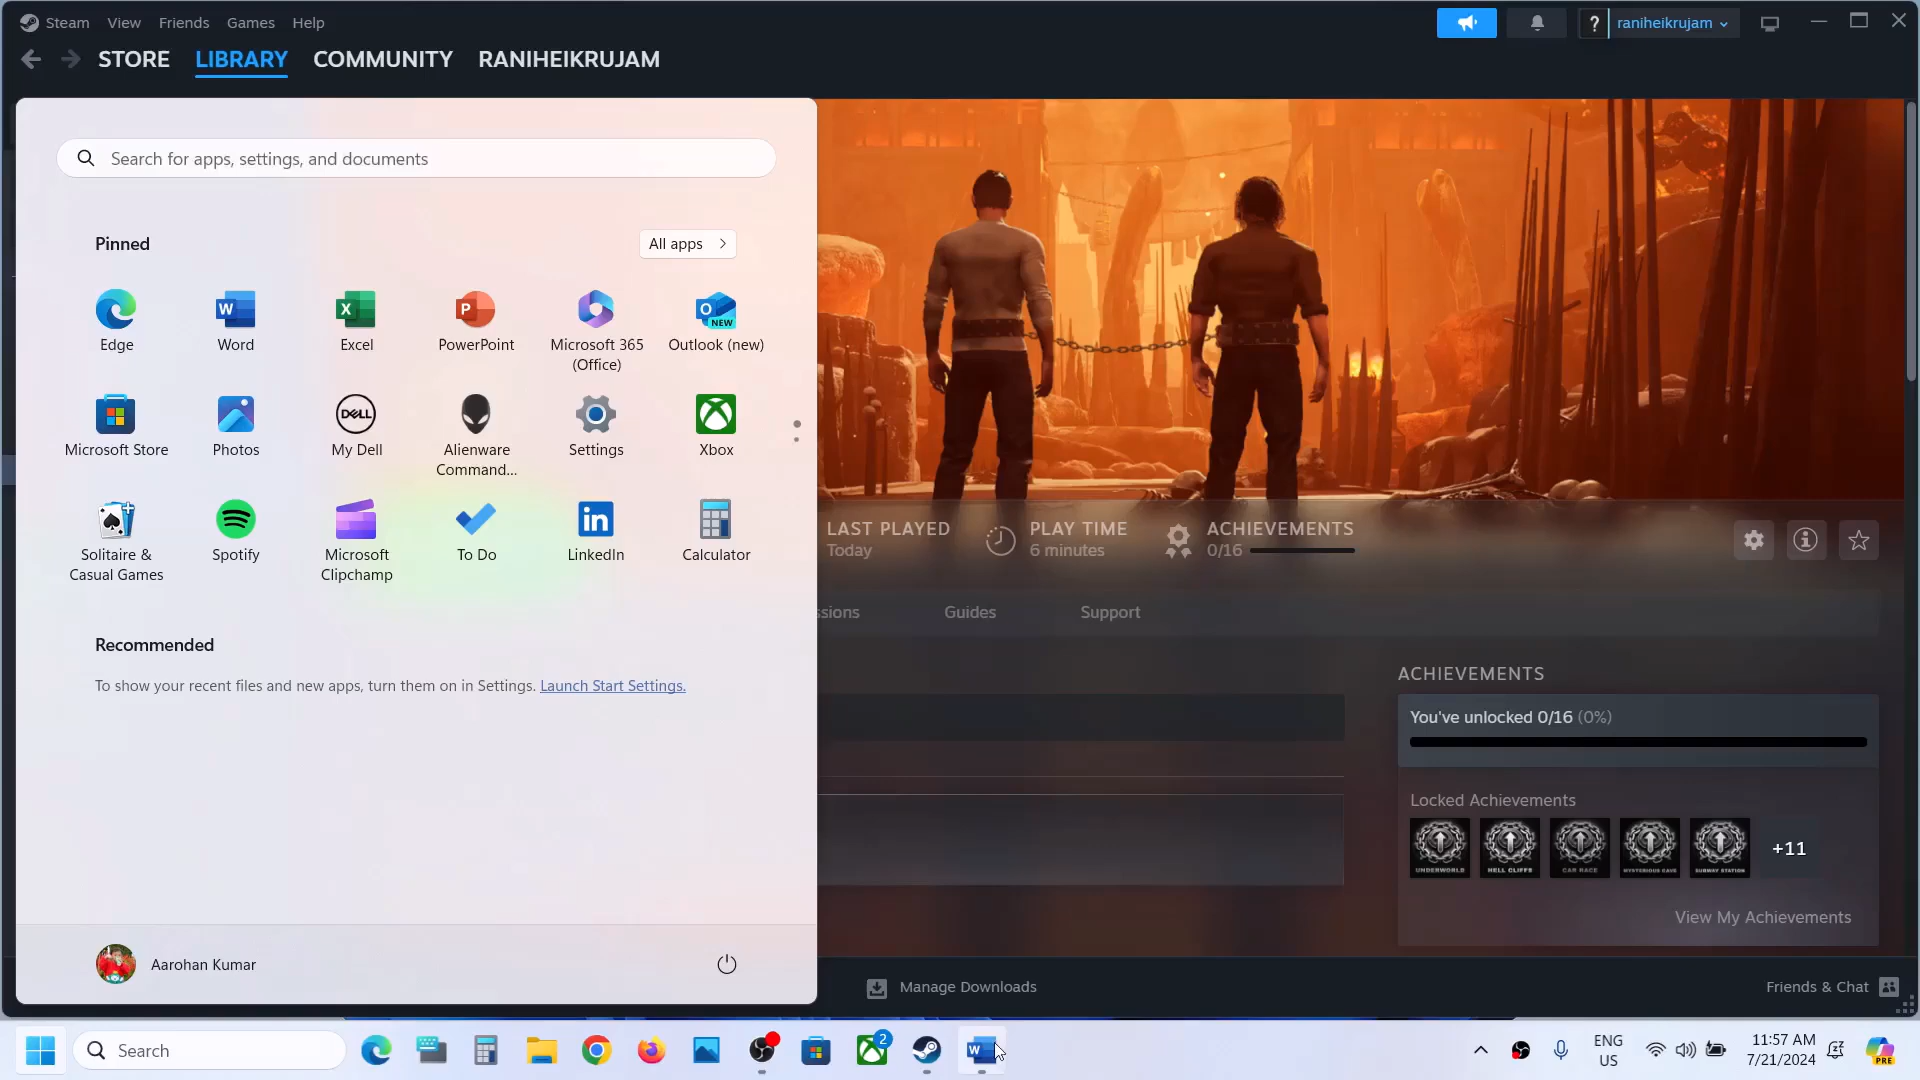 Steam View Friends Games Help
raniheikrujam
STORE LIBRARY COMMUNITY RANIHEIKRUJAM
Search for apps, settings, and documents
Pinned
All apps
Edge
Word
Excel
PowerPoint
Microsoft 365
(Office)
Outlook (new)
Microsoft Store
Photos
My Dell
Alienware
Command...
Settings
Xbox
Solitaire &
Casual Games
Spotify
Microsoft
Clipchamp
To Do
LinkedIn
Calculator
Recommended
To show your recent files and new apps, turn them on in Settings. Launch Start Settings.
Aarohan Kumar
LAST PLAYED
Today
PLAY TIME
6 minutes
ACHIEVEMENTS
0/16
ssions
Guides
Support
ACHIEVEMENTS
You've unlocked 0/16 (0%)
Locked Achievements
UNDERWORLD
HELL CLIFFS
CAR RACE
MYSTERIOUS CAVE
SUBWAY STATION
+11
View My Achievements
Manage Downloads
Friends & Chat
Search
2
ENG
US
11:57 AM
7/21/2024
PRE